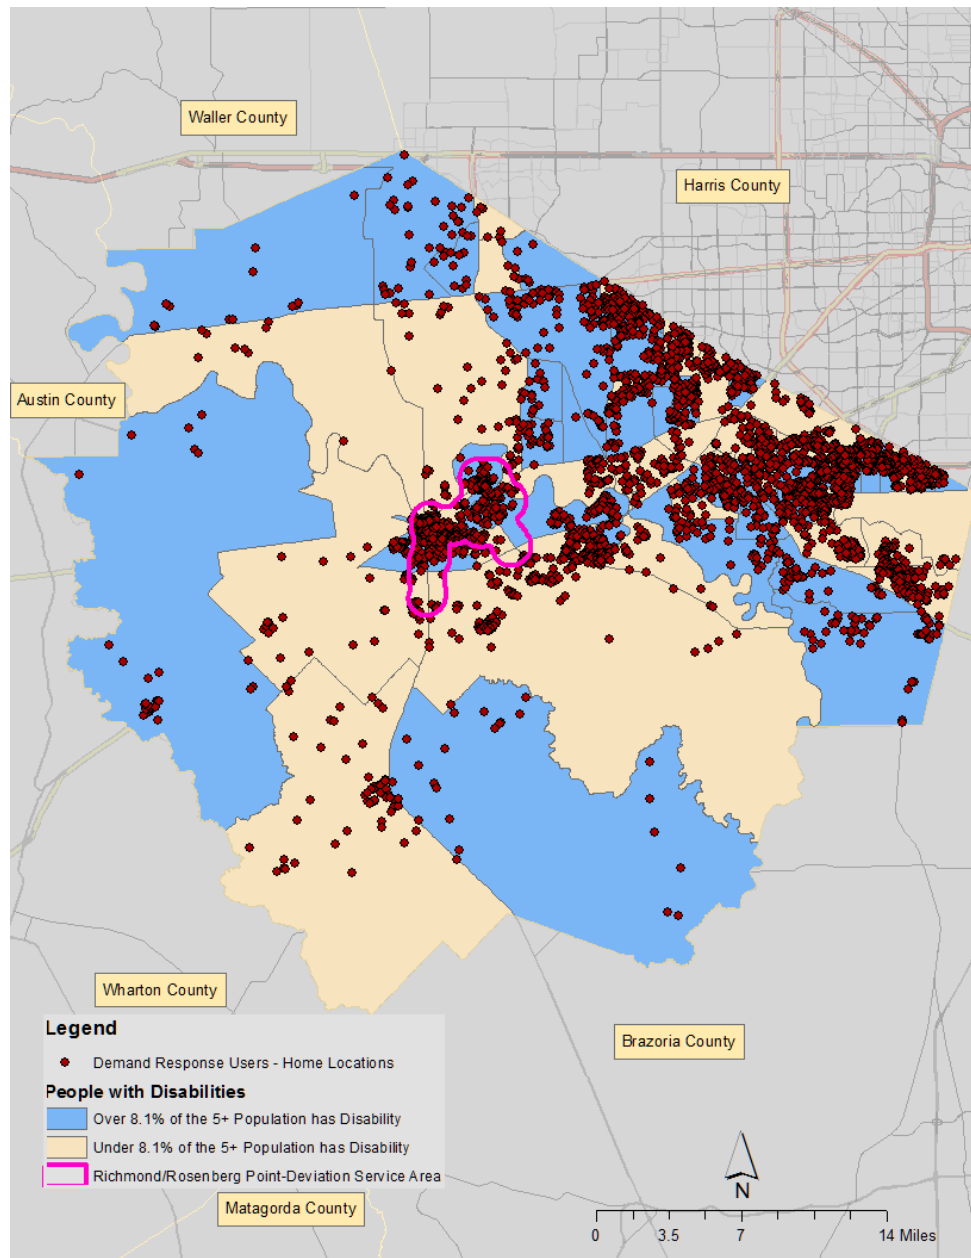 Waller County
Harris County
Austin County
Wharton County
Legend
Demand Response Users - Home Locations
People with Disabilities
Over 8.1% of the 5+ Population has Disability
Under 8.1% of the 5+ Population has Disability
Richmond/Rosenberg Point-Deviation Service Area
Brazoria County
Matagorda County
N
0 3.5 7 14 Miles